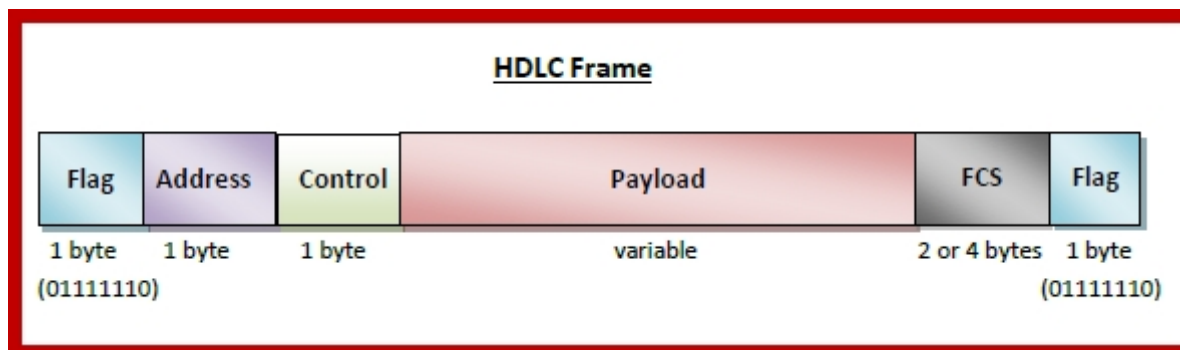 HDLC Frame
Flag Address Control Payload FCS Flag
1 byte 1 byte 1 byte variable 2 or 4 bytes 1 byte
(01111110) (01111110)